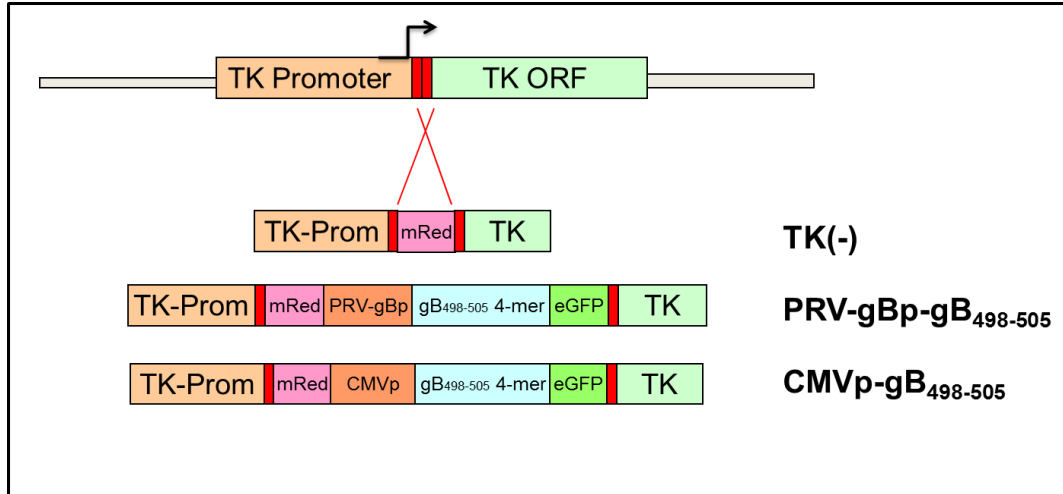 TK Promoter TK ORF
TK-Prom mRed TK TK(-)
TK-Prom mRed PRV-gBp gB498-505 4-mer eGFP TK PRV-gBp-gB498-505
TK-Prom mRed CMVp gB498-505 4-mer eGFP TK CMVp-gB498-505